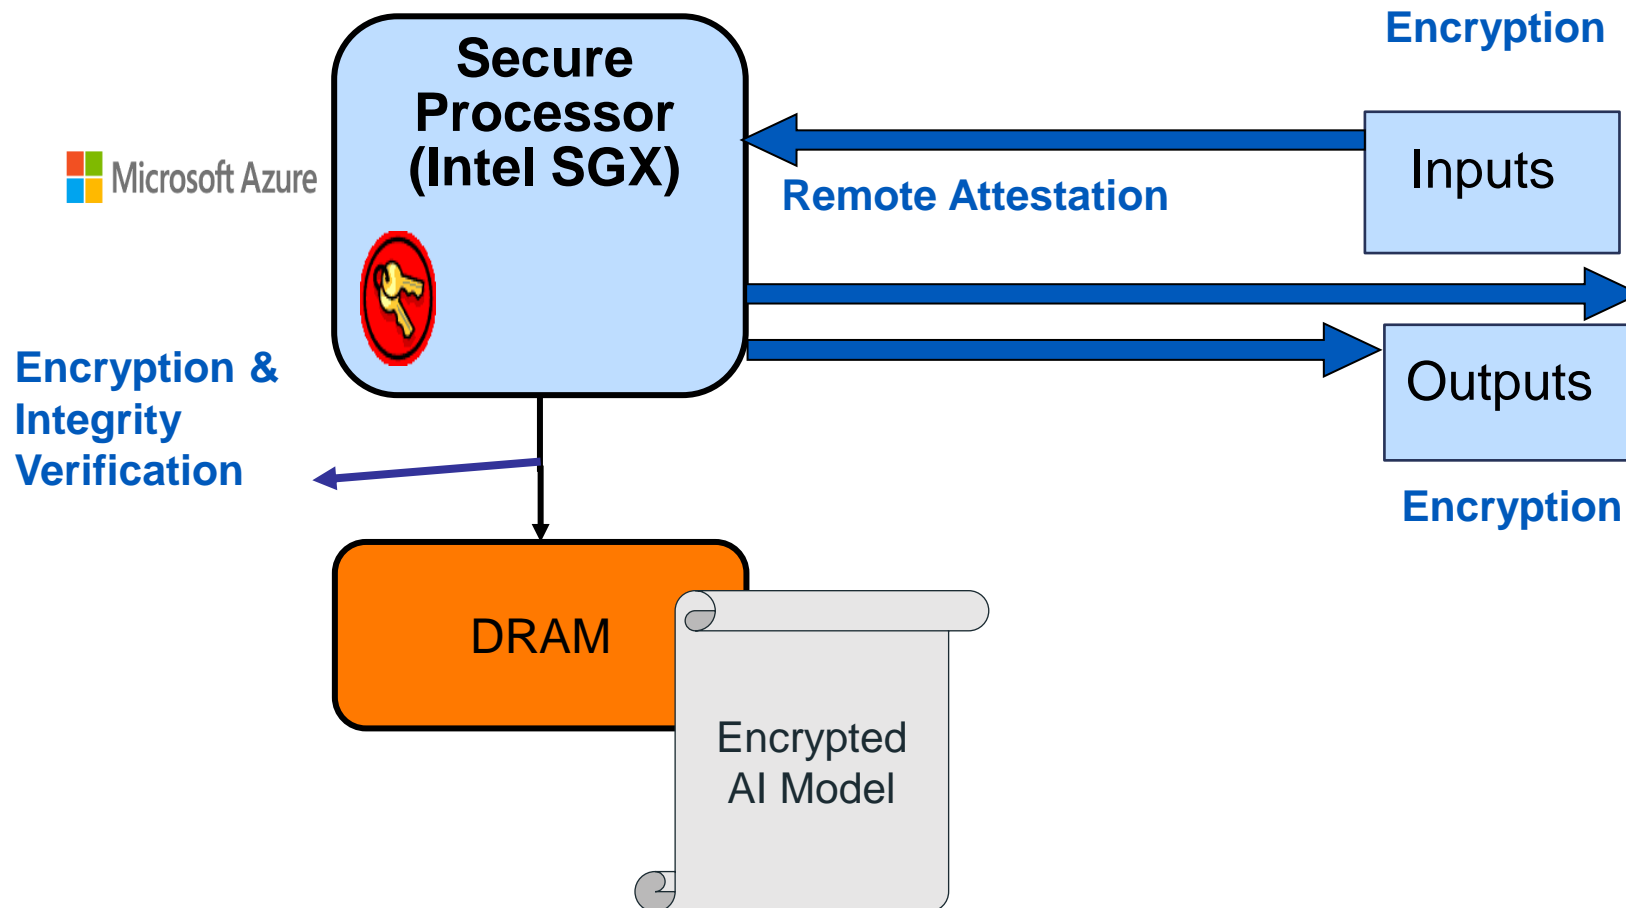 Encryption
Secure
Processor
(Intel SGX)
Microsoft Azure
Inputs
Remote Attestation
Encryption &
Integrity
Verification
Outputs
Encryption
DRAM
Encrypted
AI Model